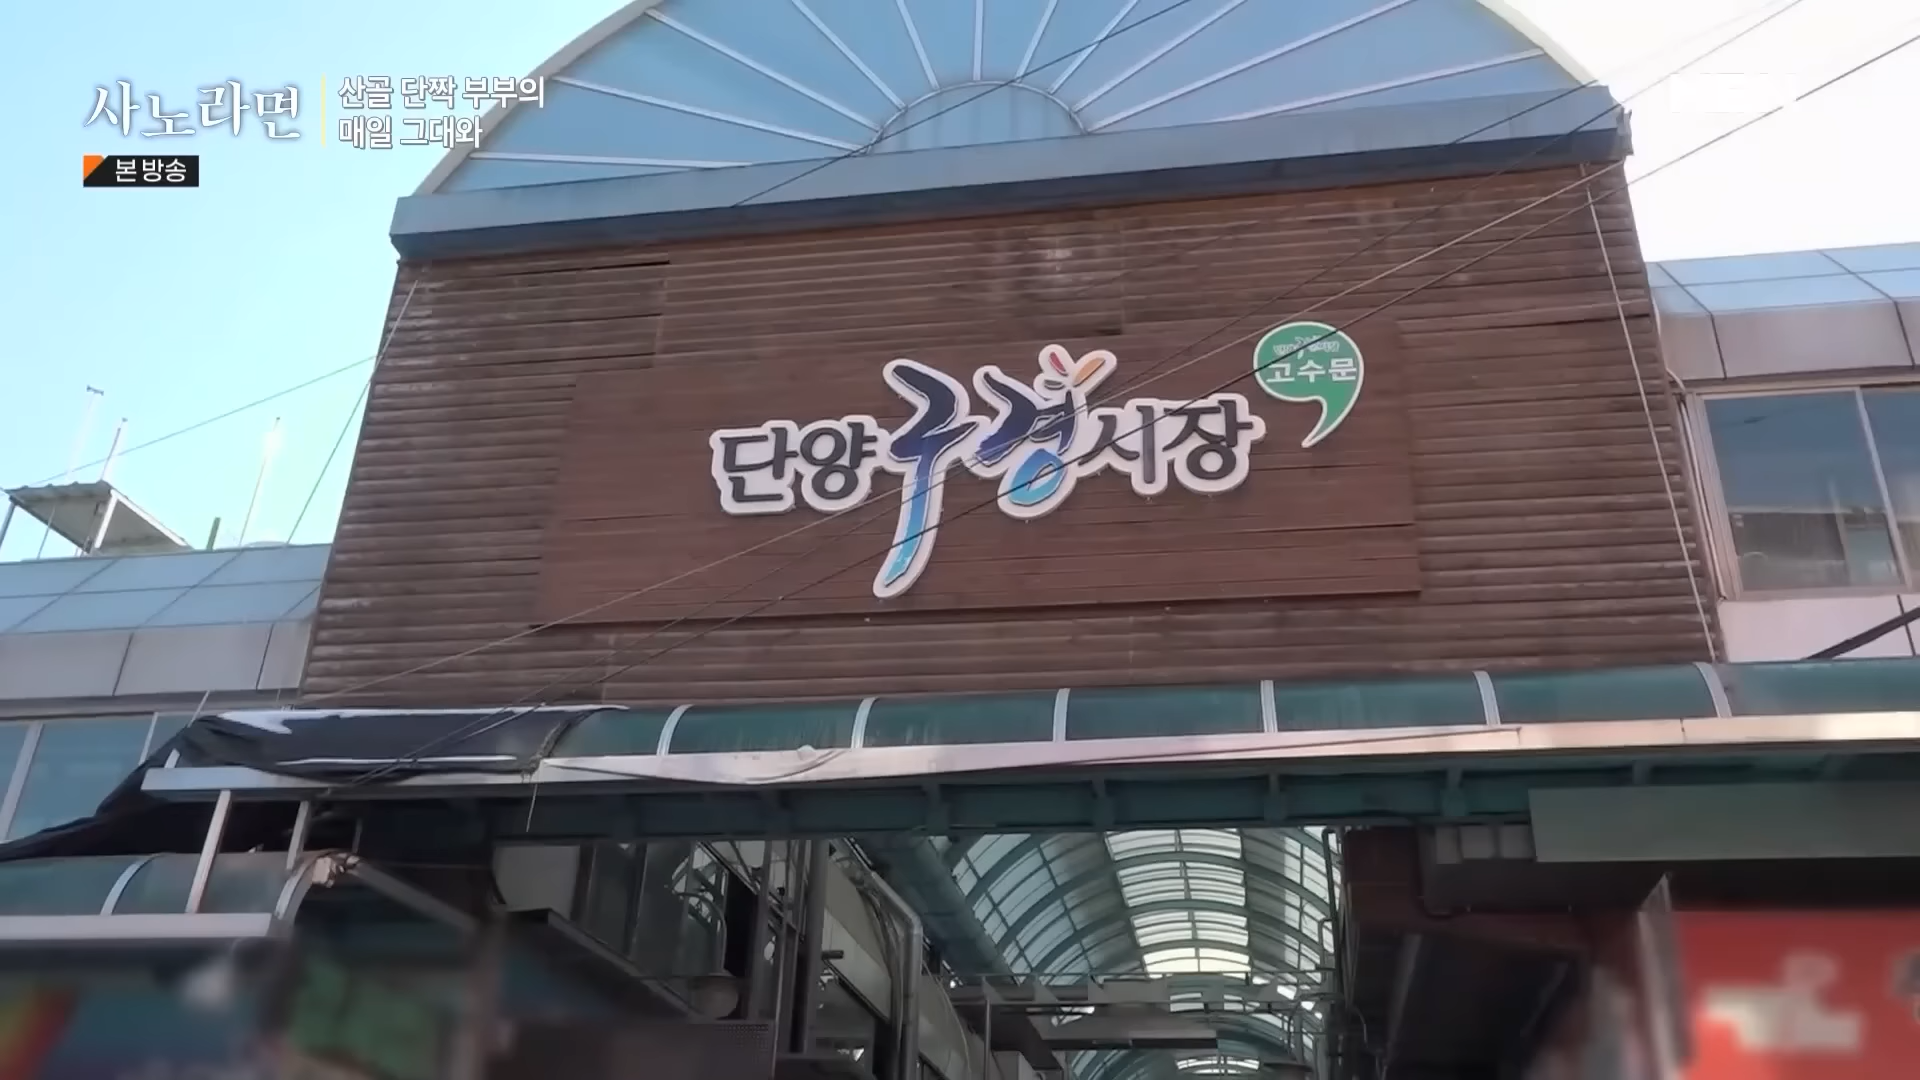 사노라면
산골 단짝 부부의
매일 그대와
본방송
단양구경시장
고수문